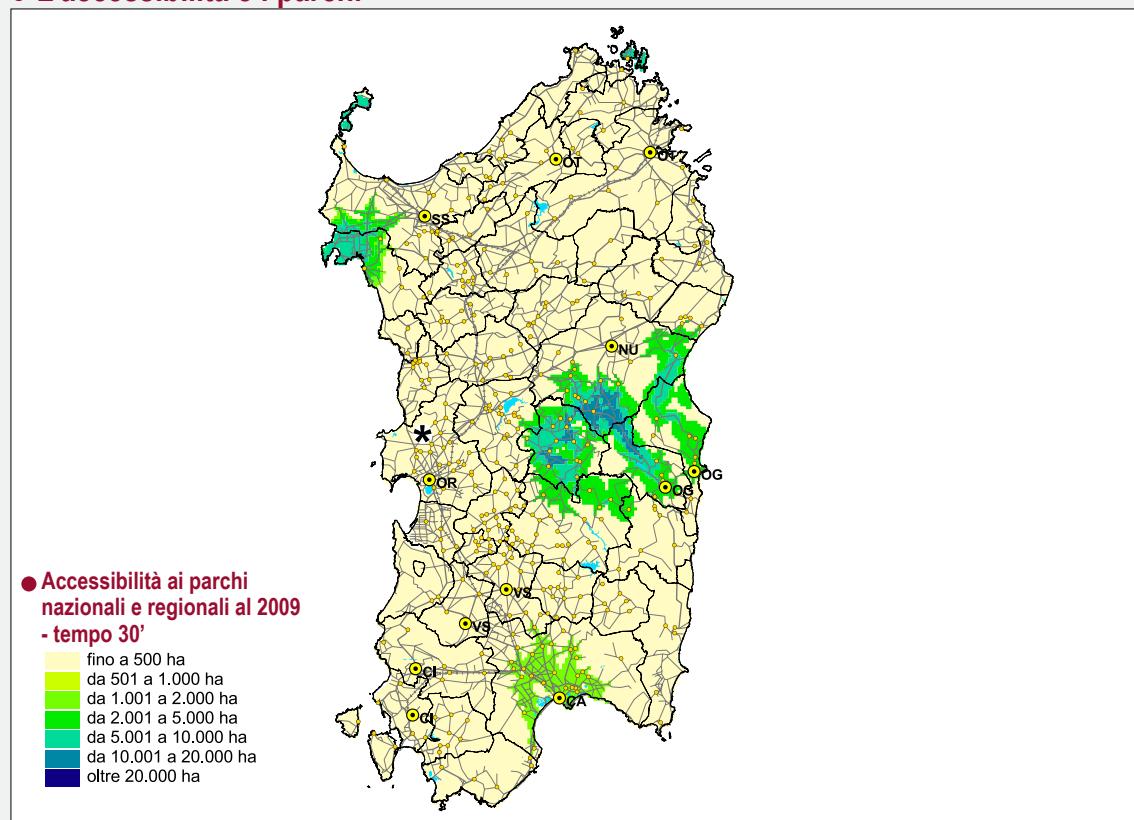 L'accessibilità e i parchi
OT
OT
SS
NU
*
OG
OR
OG
VS
VS
CI
CA
CI
Accessibilità ai parchi
nazionali e regionali al 2009
- tempo 30'
fino a 500 ha
da 501 a 1.000 ha
da 1.001 a 2.000 ha
da 2.001 a 5.000 ha
da 5.001 a 10.000 ha
da 10.001 a 20.000 ha
oltre 20.000 ha